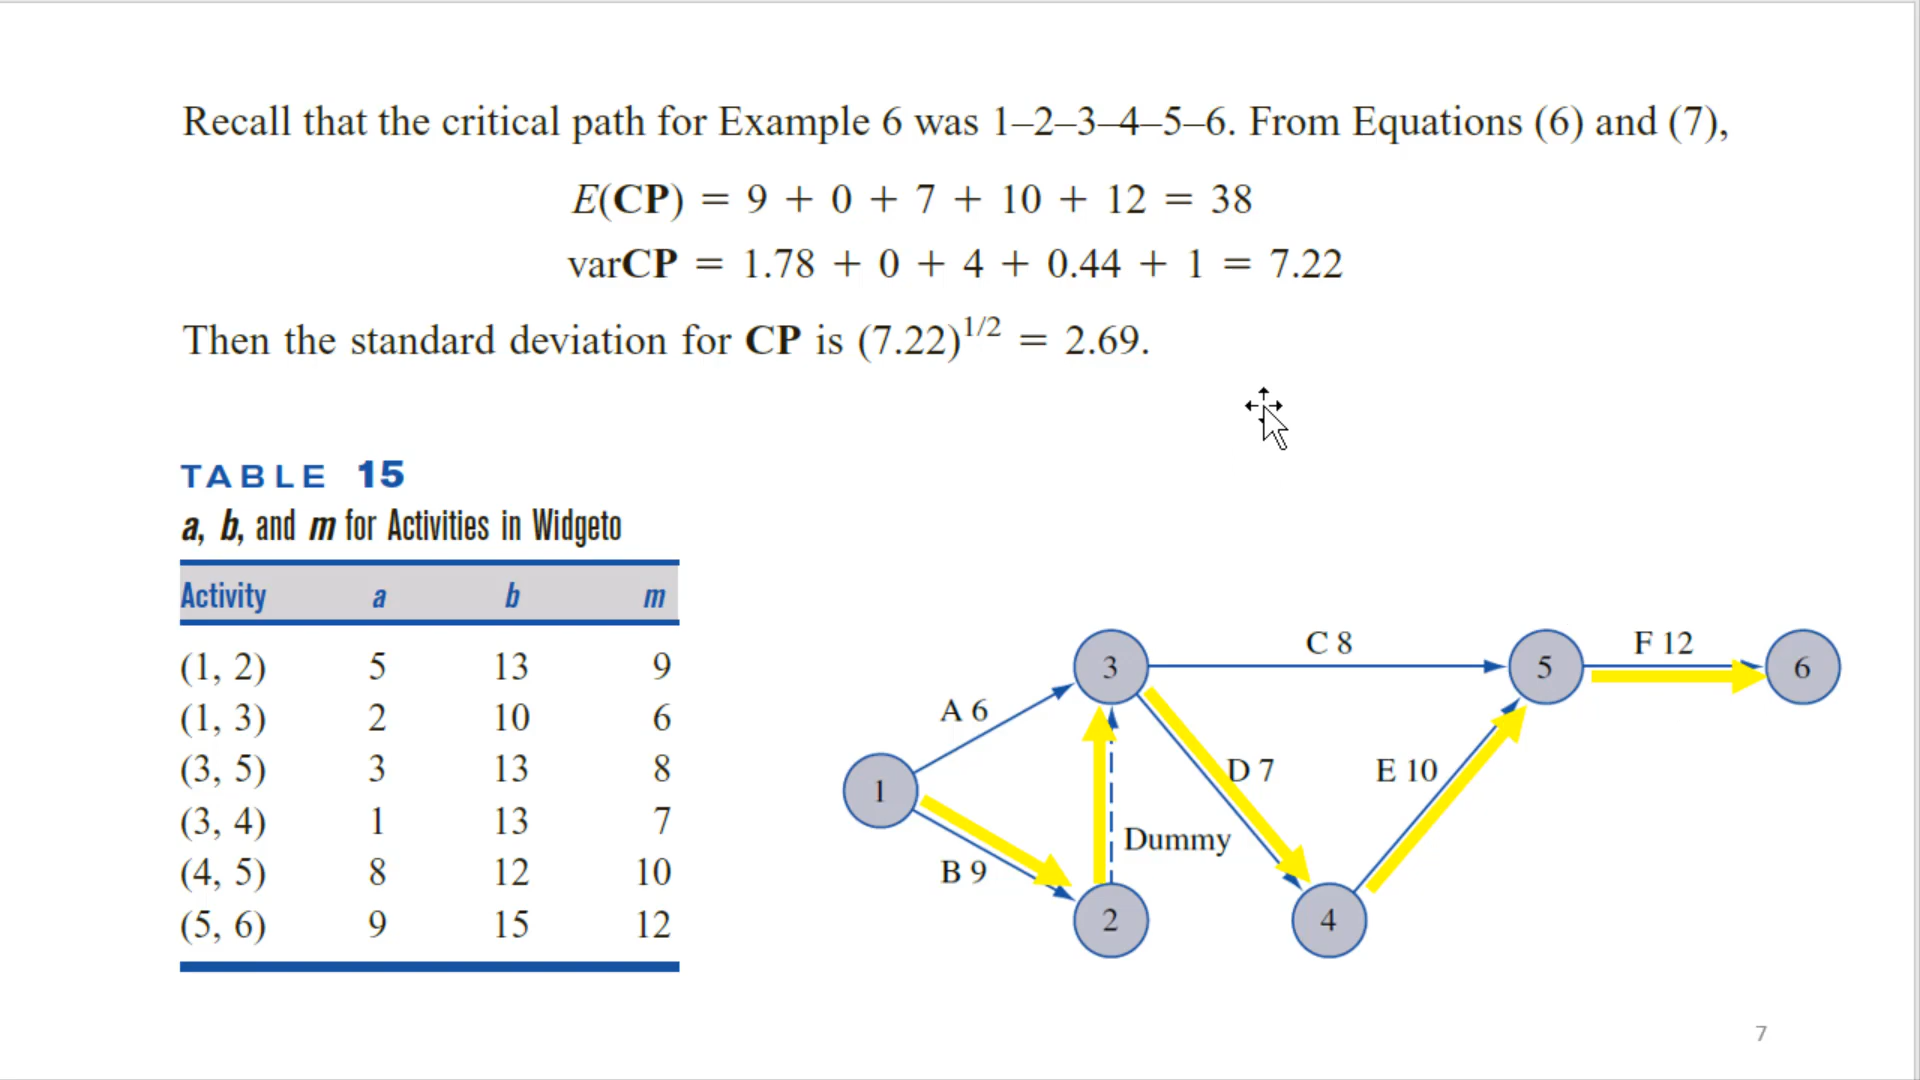 Recall that the critical path for Example 6 was 1–2–3–4–5–6. From Equations (6) and (7),
E(CP) = 9 + 0 + 7 + 10 + 12 = 38
varCP = 1.78 + 0 + 4 + 0.44 + 1 = 7.22
Then the standard deviation for CP is (7.22)^1/2 = 2.69.
TABLE 15
a, b, and m for Activities in Widgeto
Activity a b m
(1, 2) 5 13 9
(1, 3) 2 10 6
(3, 5) 3 13 8
(3, 4) 1 13 7
(4, 5) 8 12 10
(5, 6) 9 15 12
C 8
F 12
3
5
6
A 6
D 7
E 10
1
Dummy
B 9
2
4
7